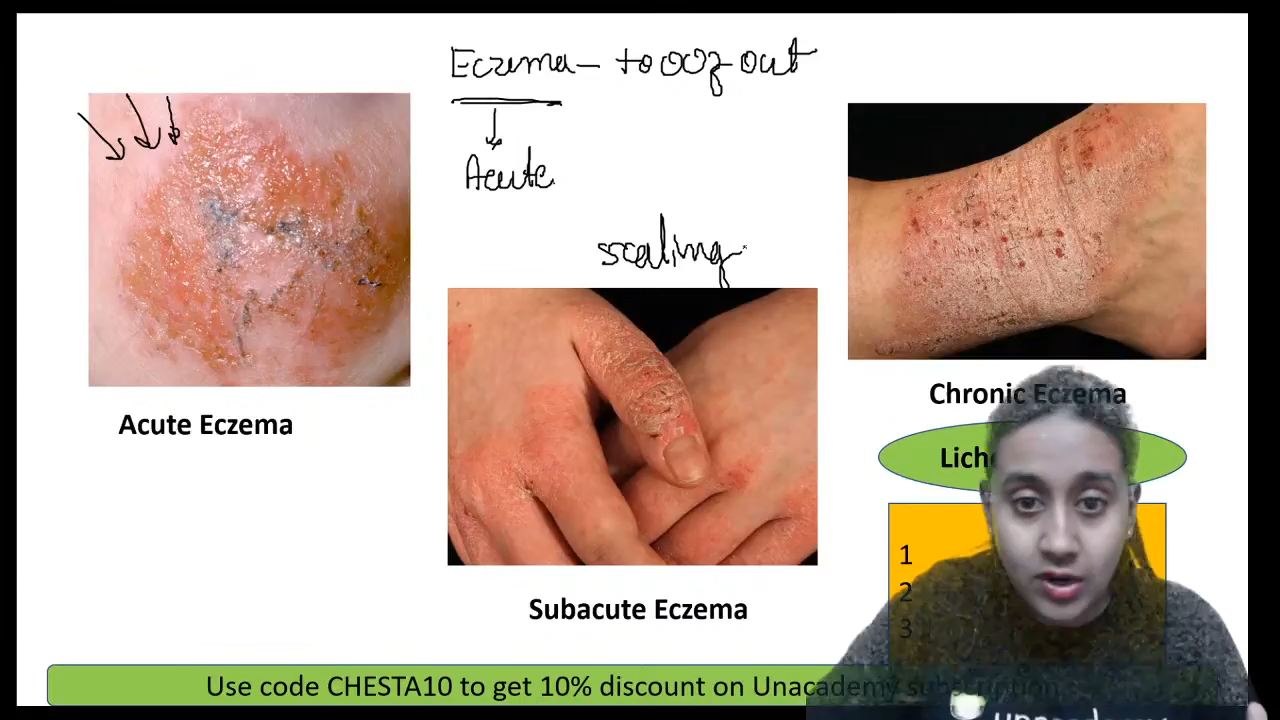 Eczema - to ooz out
Acute
scaling
Acute Eczema
Subacute Eczema
Chronic Eczema
1
2
3
Use code CHESTA10 to get 10% discount on Unacademy subscription